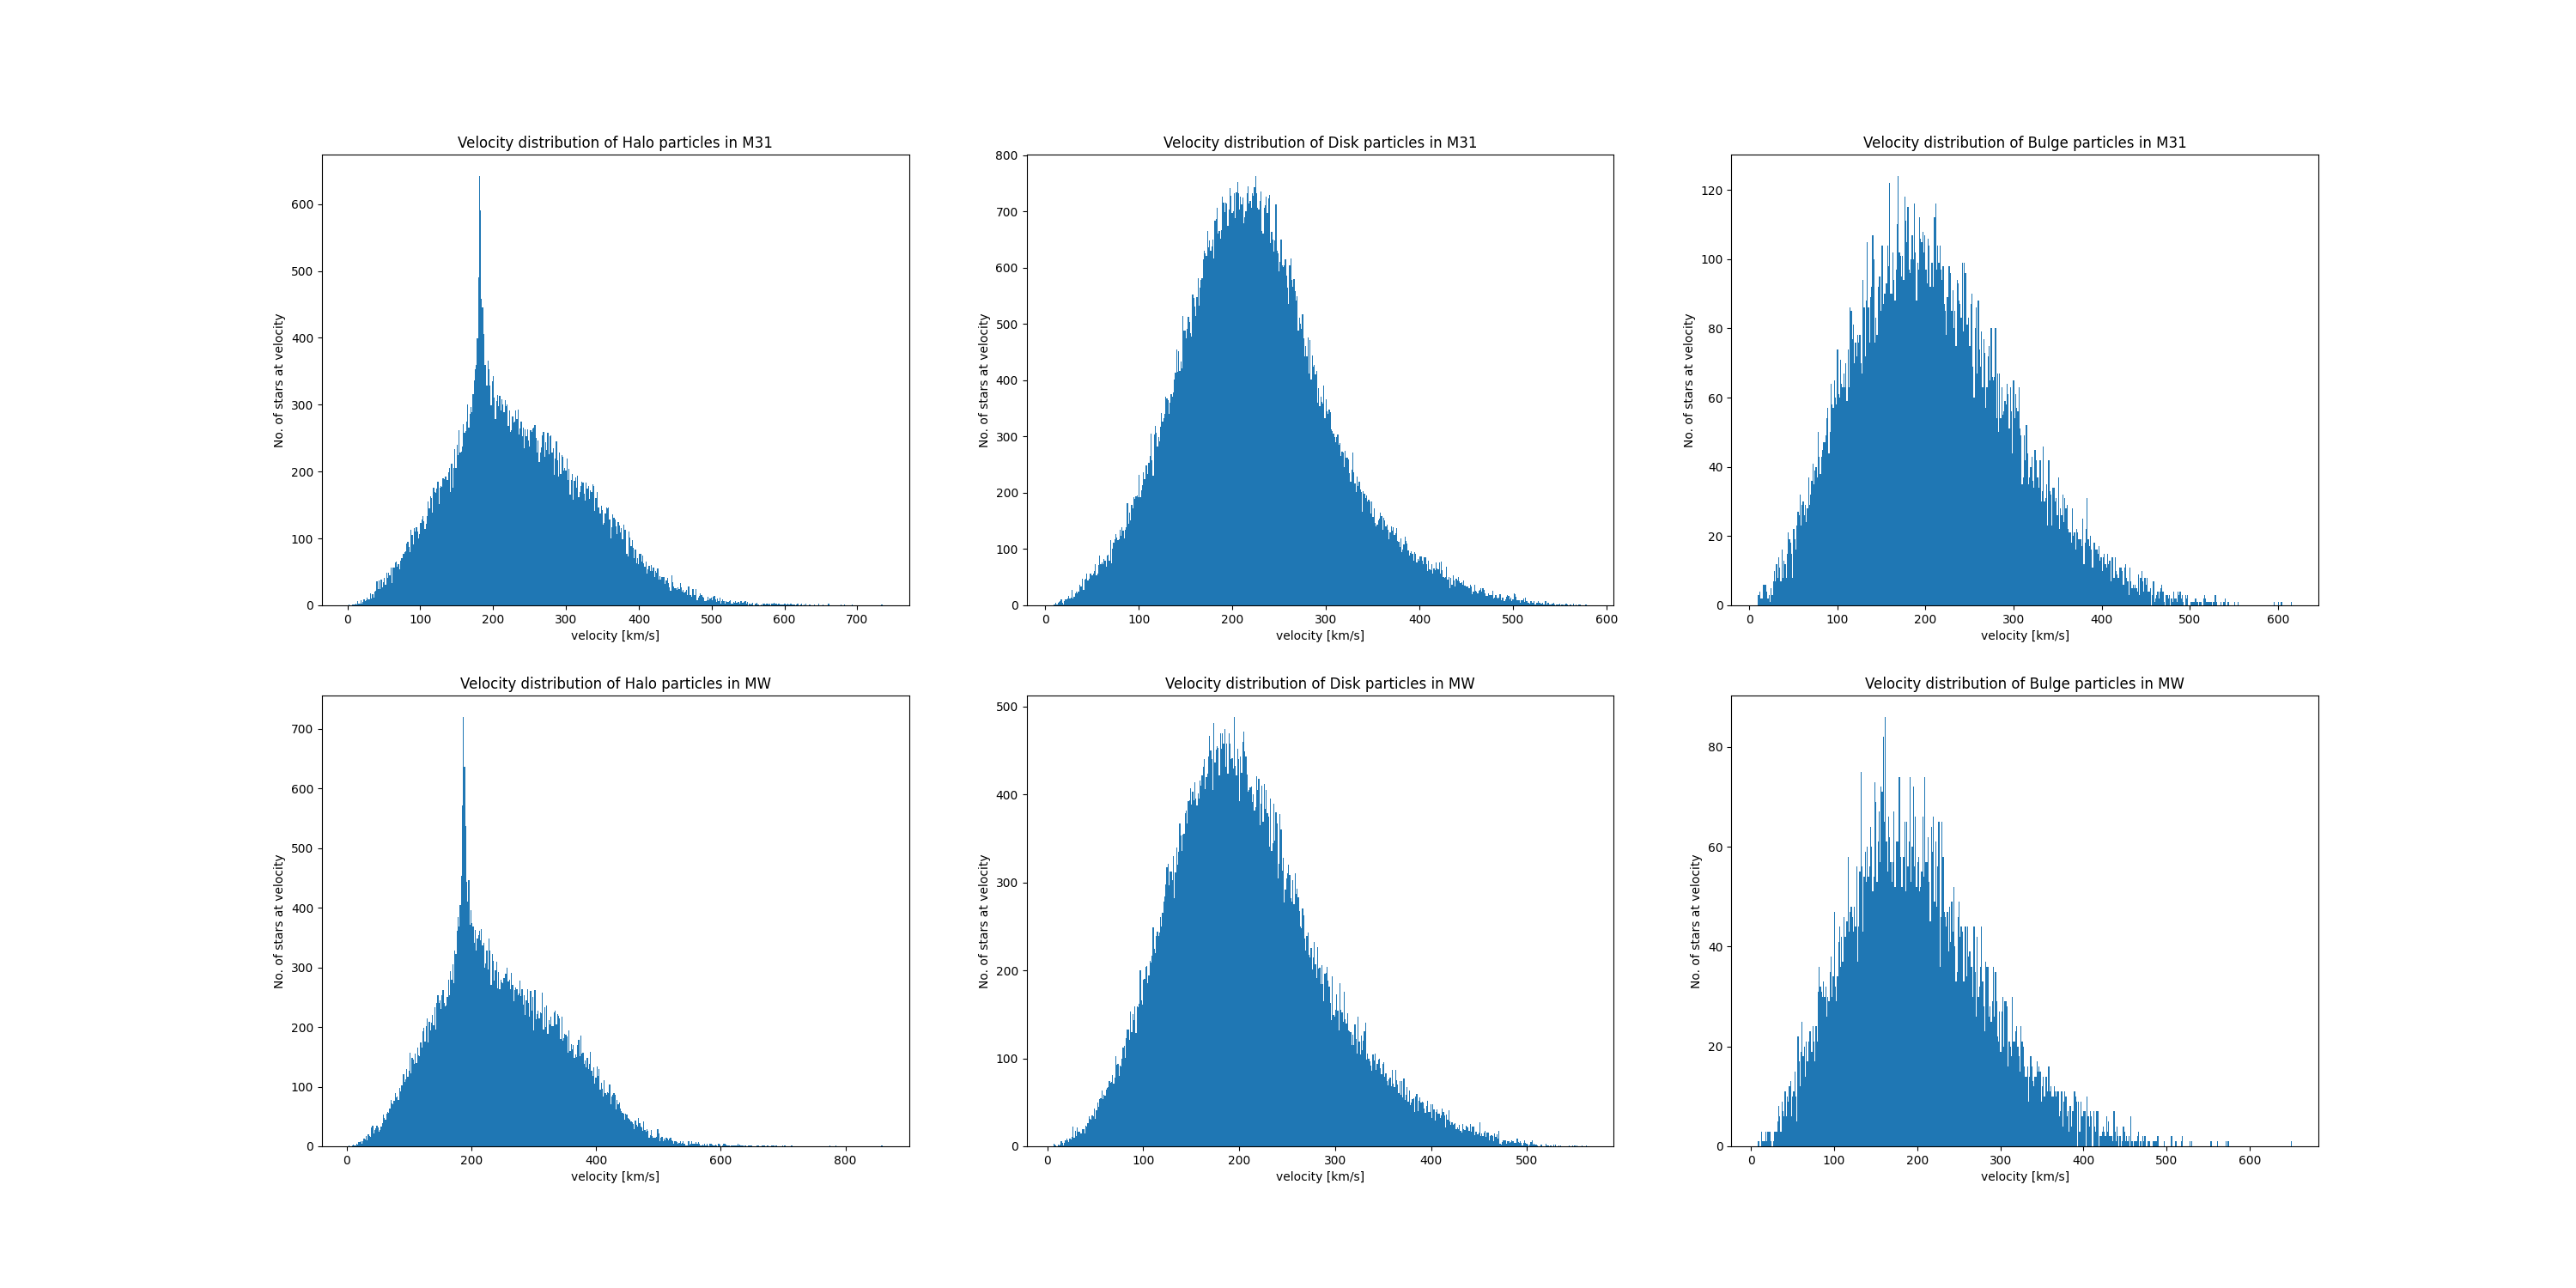 Velocity distribution of Halo particles in M31
No. of stars at velocity
600
500
400
300
200
100
0
0 100 200 300 400 500 600 700
velocity [km/s]
Velocity distribution of Disk particles in M31
No. of stars at velocity
800
700
600
500
400
300
200
100
0
0 100 200 300 400 500 600
velocity [km/s]
Velocity distribution of Bulge particles in M31
No. of stars at velocity
120
100
80
60
40
20
0
0 100 200 300 400 500 600
velocity [km/s]
Velocity distribution of Halo particles in MW
No. of stars at velocity
700
600
500
400
300
200
100
0
0 200 400 600 800
velocity [km/s]
Velocity distribution of Disk particles in MW
No. of stars at velocity
500
400
300
200
100
0
0 100 200 300 400 500
velocity [km/s]
Velocity distribution of Bulge particles in MW
No. of stars at velocity
80
60
40
20
0
0 100 200 300 400 500 600
velocity [km/s]